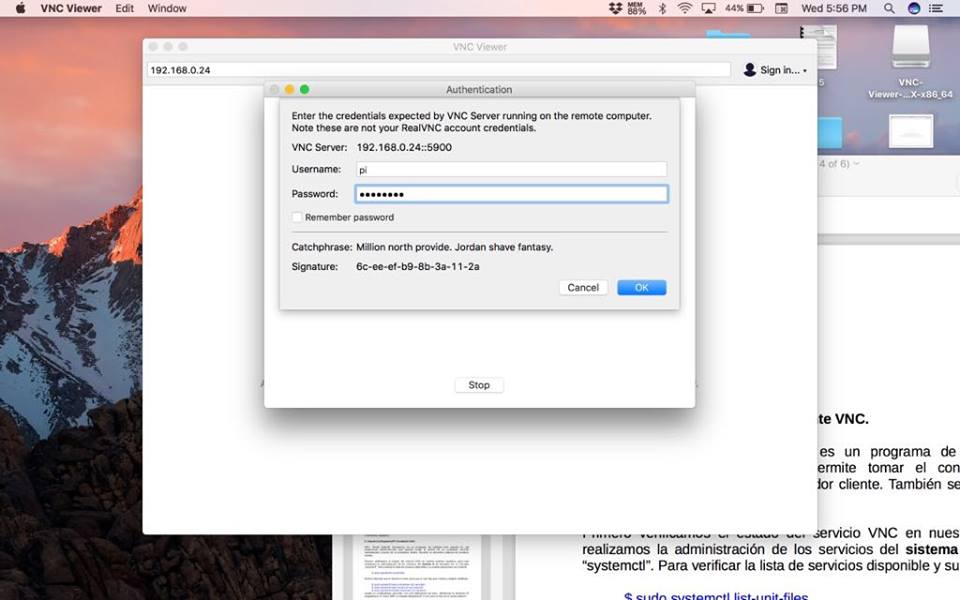 VNC Viewer Edit Window
MEM 88%
44%
Wed 5:56 PM
VNC Viewer
192.168.0.24
Sign in...
Authentication
Enter the credentials expected by VNC Server running on the remote computer.
Note these are not your RealVNC account credentials.
VNC Server: 192.168.0.24::5900
Username: pi
Password: ••••••••
Remember password
Catchphrase: Million north provide. Jordan shave fantasy.
Signature: 6c-ee-ef-b9-8b-3a-11-2a
Cancel OK
Stop
5
VNC-
Viewer-...X-x86_64
4 of 6)
te VNC.
es un programa de
ermite tomar el con
dor cliente. También se
Primero verificamos el estado del servicio VNC en nues
realizamos la administración de los servicios del sistema
"systemctl". Para verificar la lista de servicios disponible y su
$ sudo systemctl list-unit-files